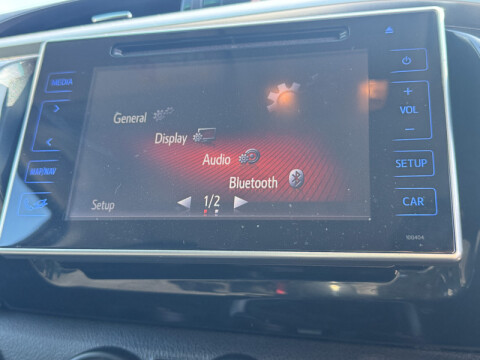 MEDIA
MAP/NAV
General
Display
Audio
Bluetooth
Setup
1/2
+
VOL
-
SETUP
CAR